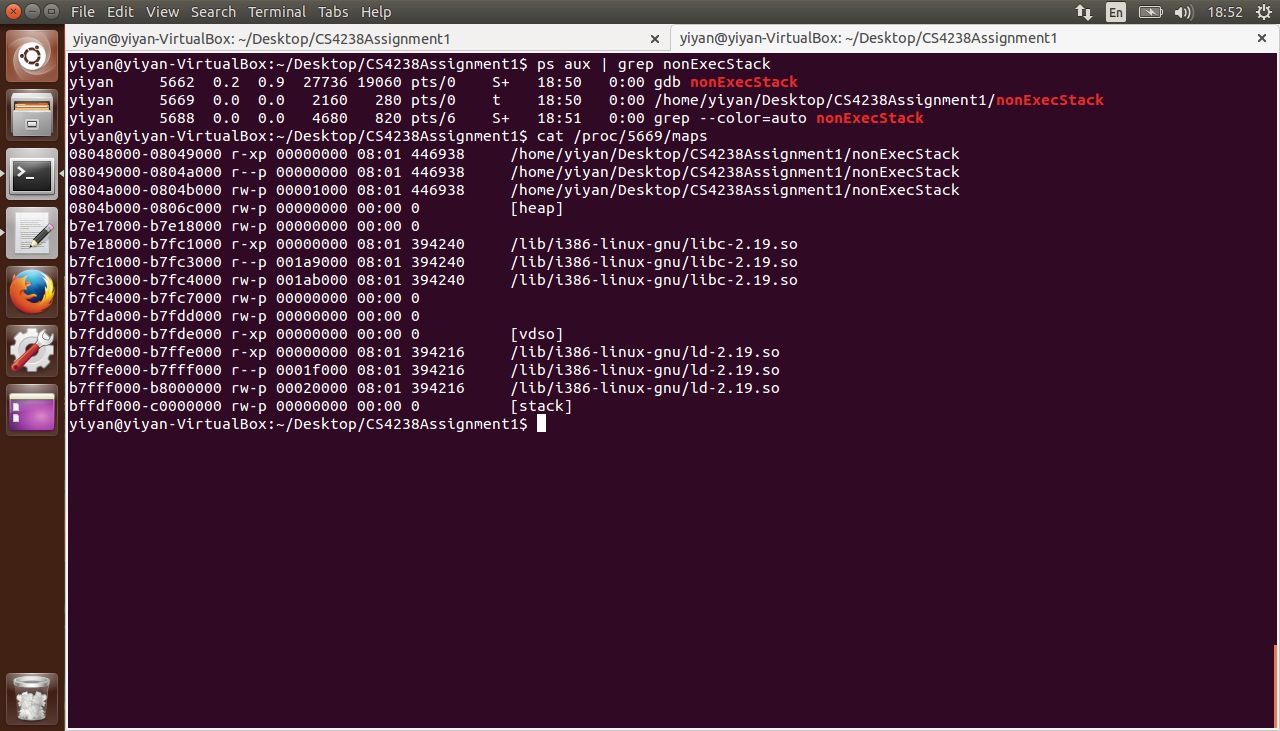 File Edit View Search Terminal Tabs Help
En
18:52
yiyan@yiyan-VirtualBox: ~/Desktop/CS4238Assignment1 ×
yiyan@yiyan-VirtualBox: ~/Desktop/CS4238Assignment1 ×
yiyan@yiyan-VirtualBox:~/Desktop/CS4238Assignment1$ ps aux | grep nonExecStack
yiyan     5662  0.2  0.9  27736 19060 pts/0    S+   18:50   0:00 gdb nonExecStack
yiyan     5669  0.0  0.0   2160   280 pts/0    t    18:50   0:00 /home/yiyan/Desktop/CS4238Assignment1/nonExecStack
yiyan     5688  0.0  0.0   4680   820 pts/6    S+   18:51   0:00 grep --color=auto nonExecStack
yiyan@yiyan-VirtualBox:~/Desktop/CS4238Assignment1$ cat /proc/5669/maps
08048000-08049000 r-xp 00000000 08:01 446938     /home/yiyan/Desktop/CS4238Assignment1/nonExecStack
08049000-0804a000 r--p 00000000 08:01 446938     /home/yiyan/Desktop/CS4238Assignment1/nonExecStack
0804a000-0804b000 rw-p 00001000 08:01 446938     /home/yiyan/Desktop/CS4238Assignment1/nonExecStack
0804b000-0806c000 rw-p 00000000 00:00 0          [heap]
b7e17000-b7e18000 rw-p 00000000 00:00 0
b7e18000-b7fc1000 r-xp 00000000 08:01 394240     /lib/i386-linux-gnu/libc-2.19.so
b7fc1000-b7fc3000 r--p 001a9000 08:01 394240     /lib/i386-linux-gnu/libc-2.19.so
b7fc3000-b7fc4000 rw-p 001ab000 08:01 394240     /lib/i386-linux-gnu/libc-2.19.so
b7fc4000-b7fc7000 rw-p 00000000 00:00 0
b7fda000-b7fdd000 rw-p 00000000 00:00 0
b7fdd000-b7fde000 r-xp 00000000 00:00 0          [vdso]
b7fde000-b7ffe000 r-xp 00000000 08:01 394216     /lib/i386-linux-gnu/ld-2.19.so
b7ffe000-b7fff000 r--p 0001f000 08:01 394216     /lib/i386-linux-gnu/ld-2.19.so
b7fff000-b8000000 rw-p 00020000 08:01 394216     /lib/i386-linux-gnu/ld-2.19.so
bffdf000-c0000000 rw-p 00000000 00:00 0          [stack]
yiyan@yiyan-VirtualBox:~/Desktop/CS4238Assignment1$